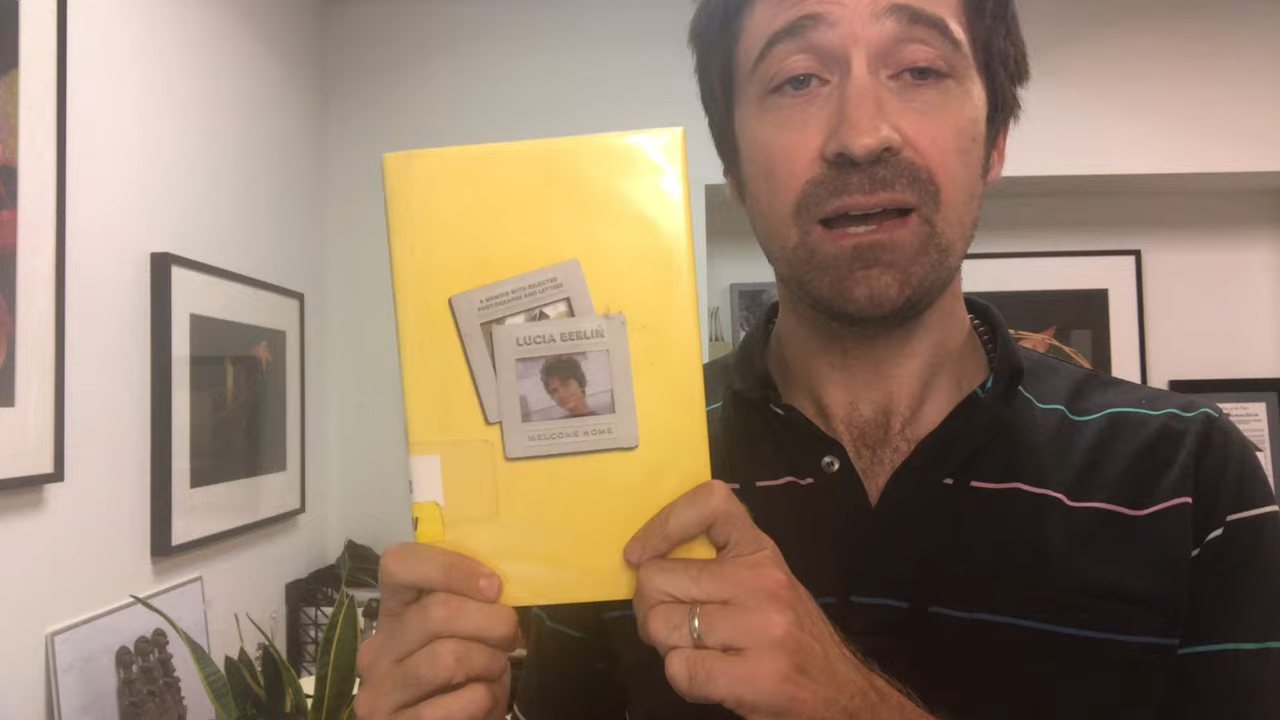 A MEMOIR WITH SELECTED
PHOTOGRAPHS AND LETTERS
LUCIA BERLIN
WELCOME HOME